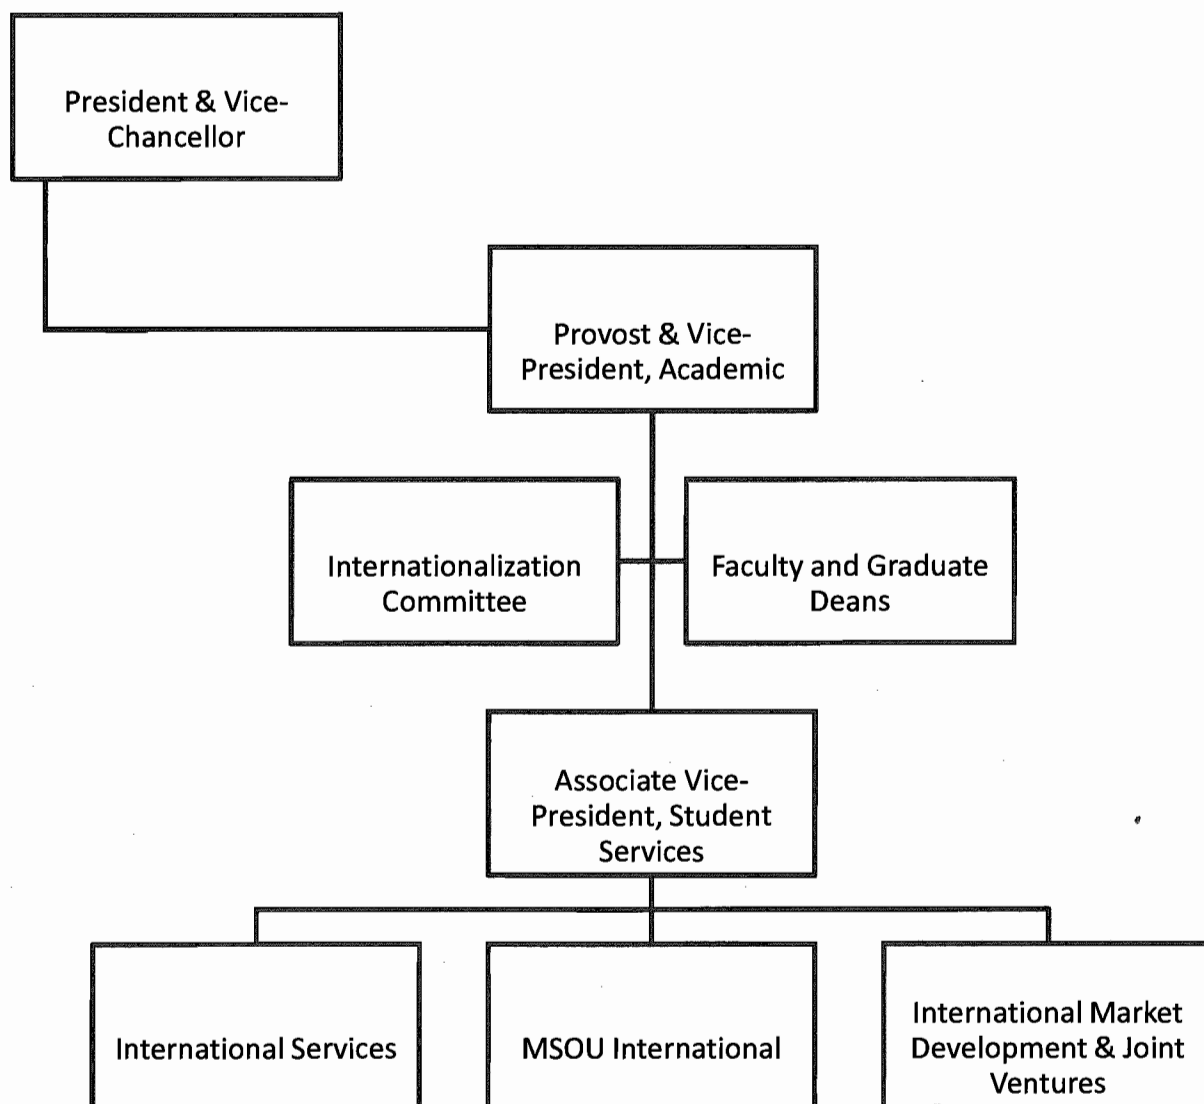 President & Vice-
Chancellor
Provost & Vice-
President, Academic
Internationalization
Committee
Faculty and Graduate
Deans
Associate Vice-
President, Student
Services
International Services
MSOU International
International Market
Development & Joint
Ventures